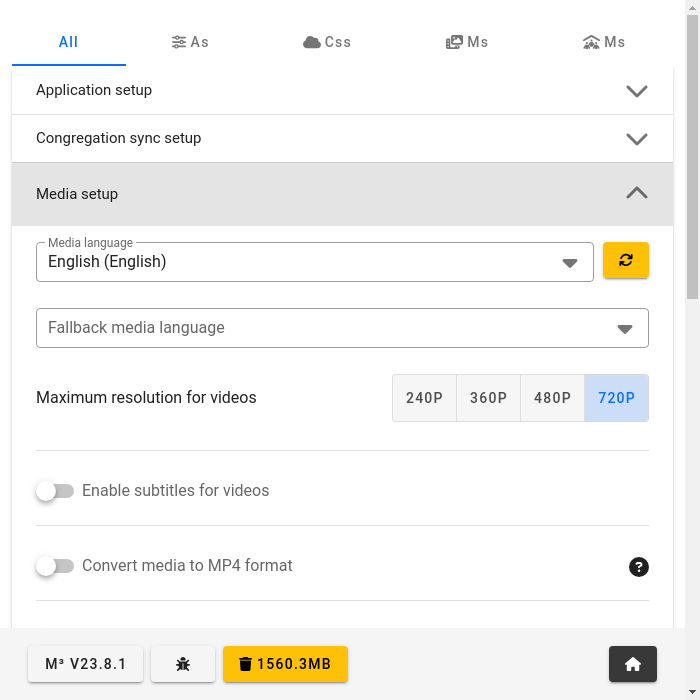 All As Css Ms Ms
Application setup
Congregation sync setup
Media setup
Media language
English (English)
Fallback media language
Maximum resolution for videos 240P 360P 480P 720P
Enable subtitles for videos
Convert media to MP4 format ?
M³ V23.8.1 1560.3MB